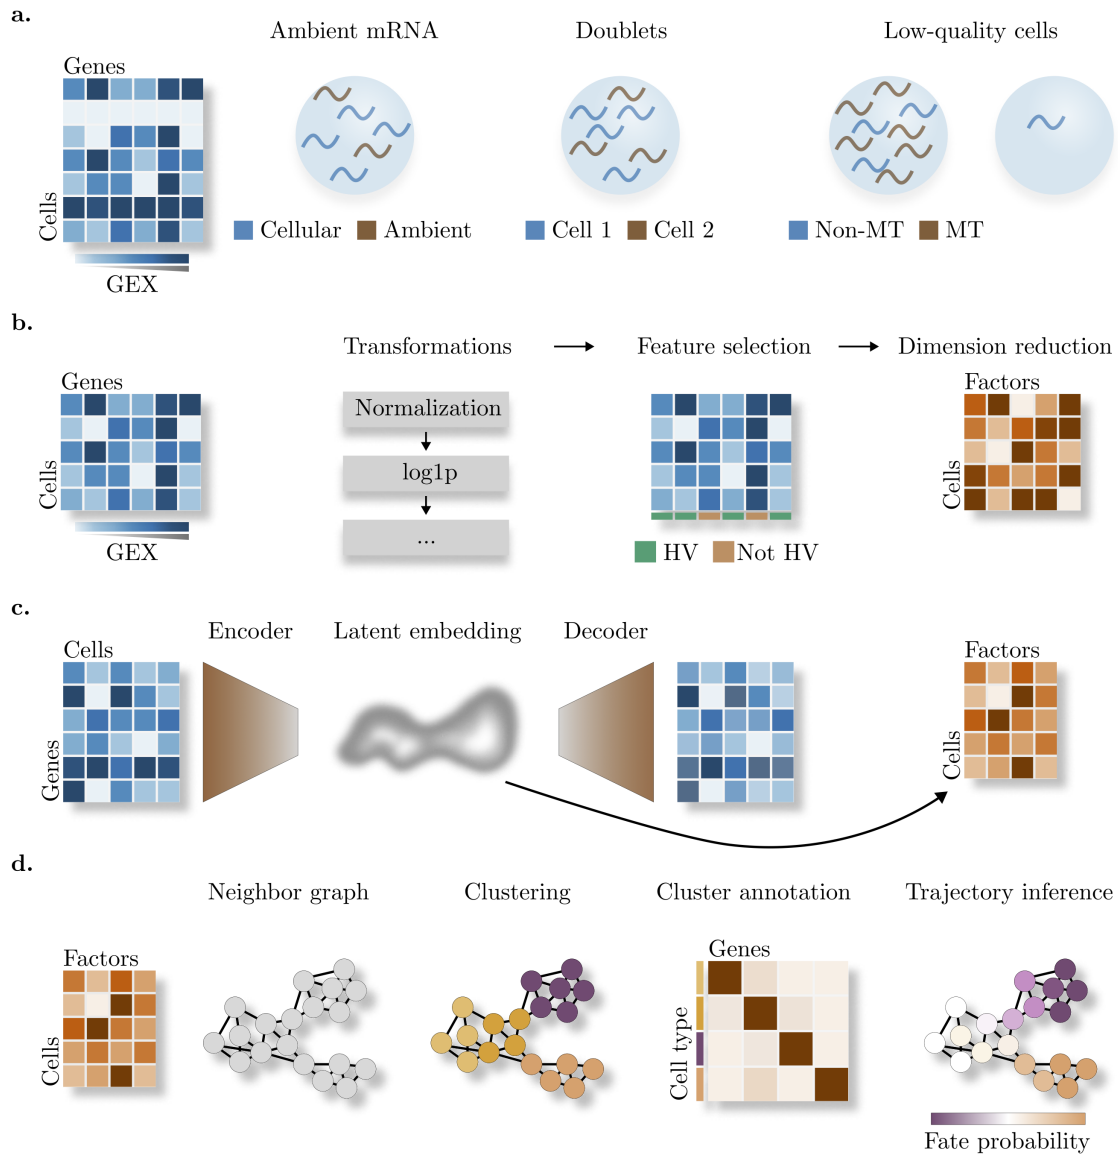 a.
Ambient mRNA
Doublets
Low-quality cells
Genes
Cells
GEX
Cellular
Ambient
Cell 1
Cell 2
Non-MT
MT
b.
Transformations
Feature selection
Dimension reduction
Genes
Cells
GEX
Normalization
log1p
...
HV
Not HV
Factors
Cells
c.
Encoder
Latent embedding
Decoder
Cells
Genes
Factors
Cells
d.
Neighbor graph
Clustering
Cluster annotation
Trajectory inference
Factors
Cells
Genes
Cell type
Fate probability